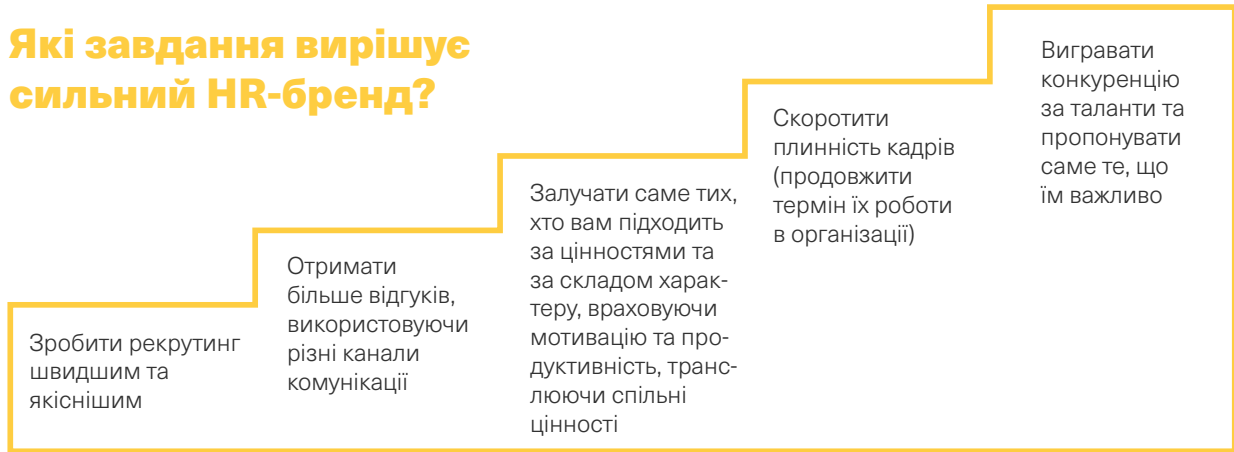 Які завдання вирішує
сильний HR-бренд?
Зробити рекрутинг
швидшим та
якіснішим
Отримати
більше відгуків,
використовуючи
різні канали
комунікації
Залучати саме тих,
хто вам підходить
за цінностями та
за складом харак-
теру, враховуючи
мотивацію та про-
дуктивність, транс-
люючи спільні
цінності
Скоротити
плинність кадрів
(продовжити
термін їх роботи
в організації)
Вигравати
конкуренцію
за таланти та
пропонувати
саме те, що
їм важливо